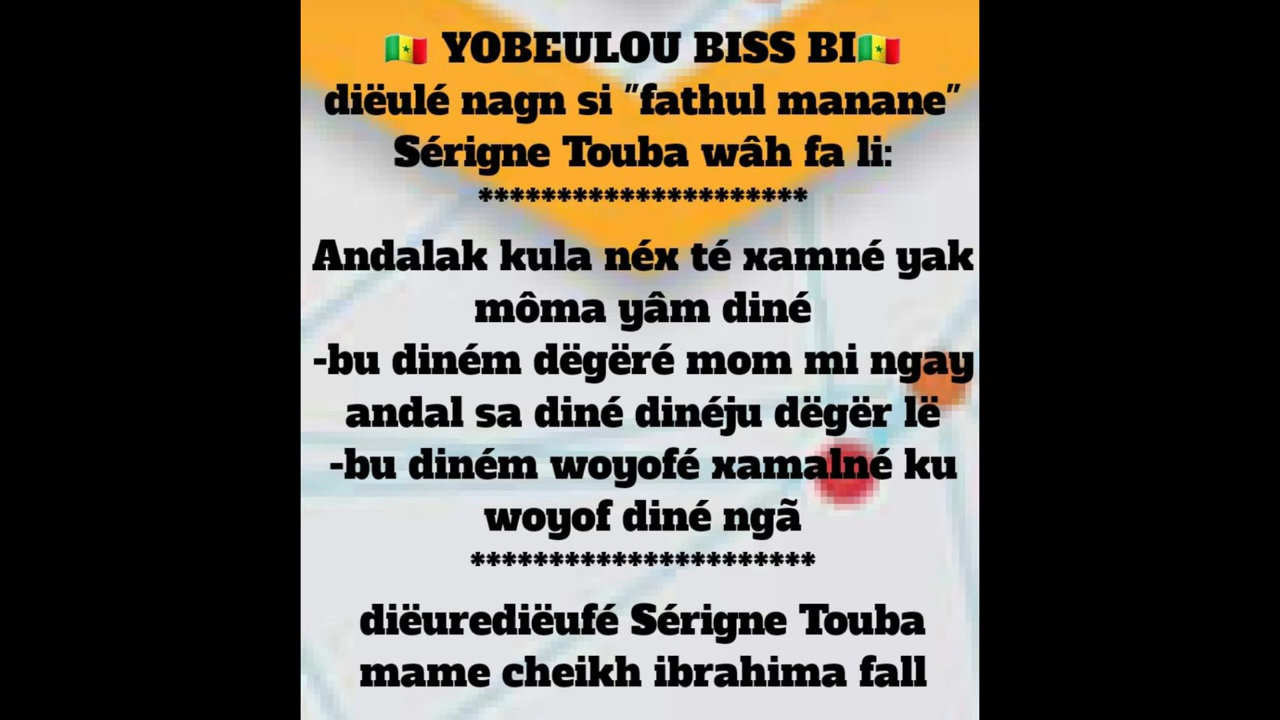 🇸🇳 YOBEULOU BISS BI🇸🇳
diëulé nagn si "fathul manane"
Sérigne Touba wâh fa li:
*********************
Andalak kula néx té xamné yak
môma yâm diné
-bu diném dëgëré mom mi ngay
andal sa diné dinéju dëgër lë
-bu diném woyofé xamalné ku
woyof diné ngã
**********************
diëuredièufé Sérigne Touba
mame cheikh ibrahima fall